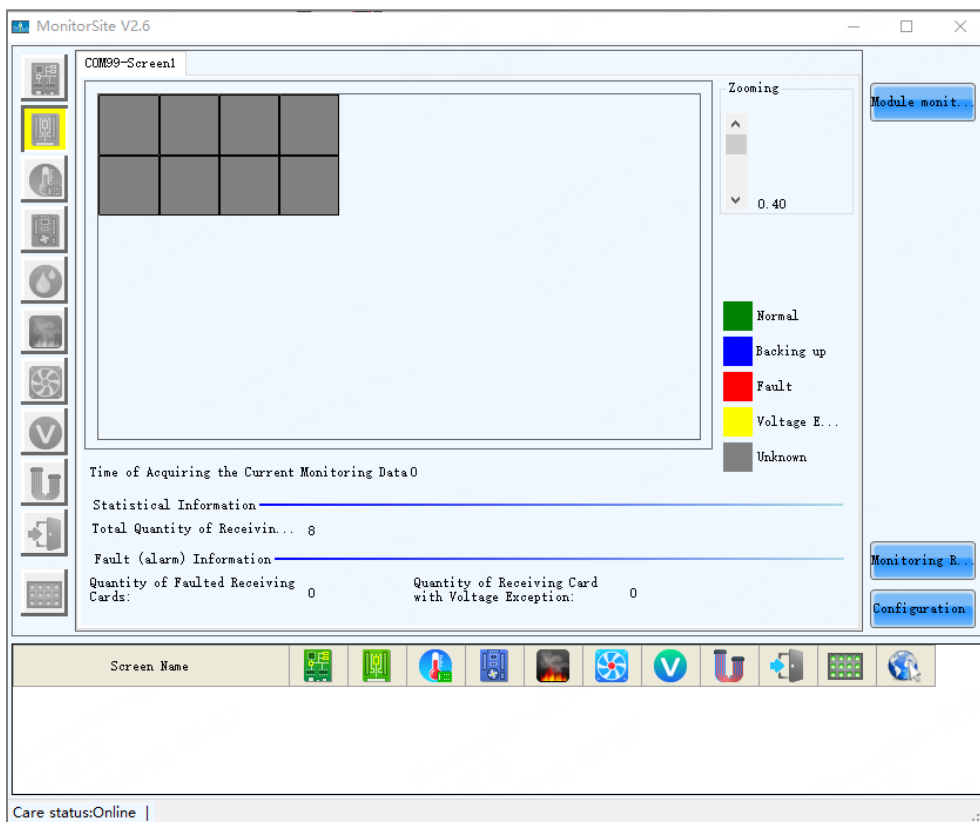 MonitorSite V2.6
COM99-Screen1
Zooming
Module monit...
0.40
Normal
Backing up
Fault
Voltage E...
Unknown
Time of Acquiring the Current Monitoring Data0
Statistical Information
Total Quantity of Receivin... 8
Fault (alarm) Information
Monitoring R...
Quantity of Faulted Receiving
Cards: 0
Quantity of Receiving Card
with Voltage Exception: 0
Configuration
Screen Name
Care status:Online |